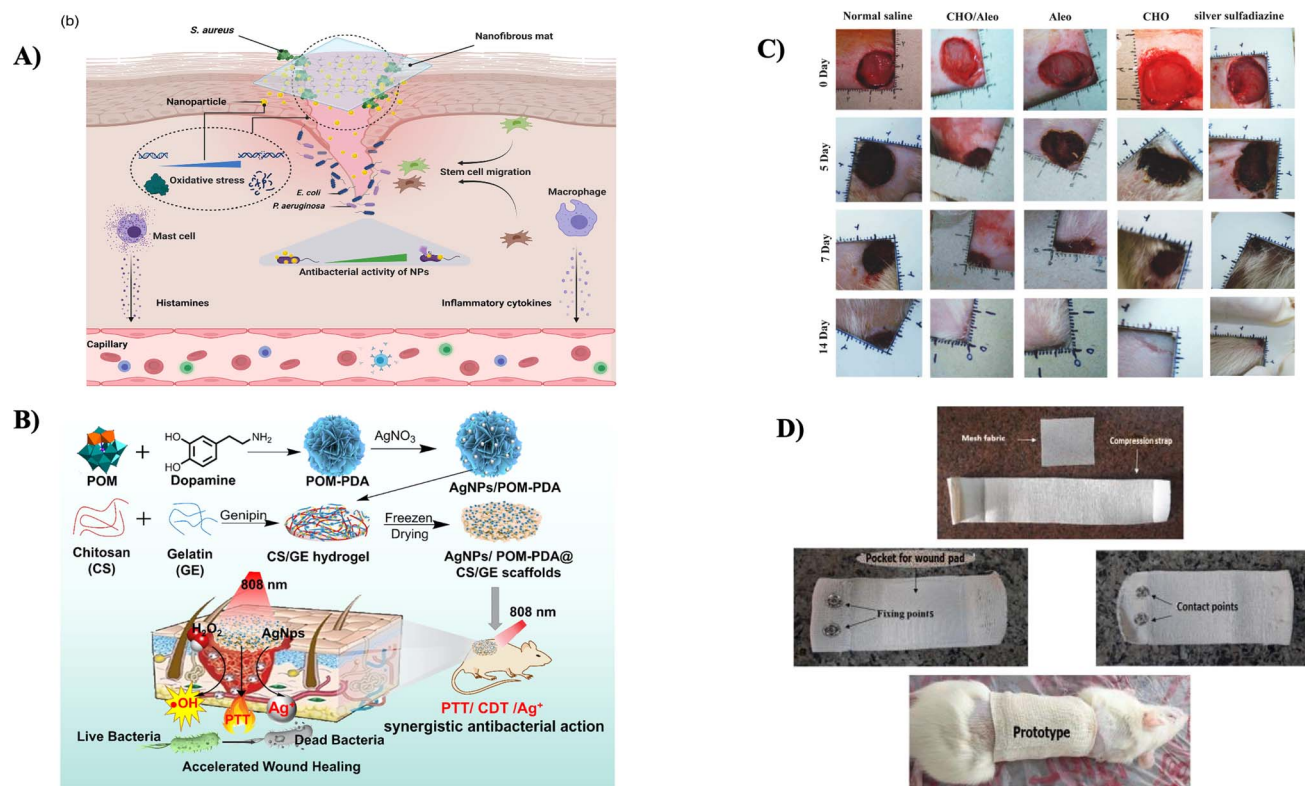 A)
(b)
S. aureus
Nanofibrous mat
Nanoparticle
Oxidative stress
E. coli
P. aeruginosa
Stem cell migration
Macrophage
Mast cell
Antibacterial activity of NPs
Histamines
Inflammatory cytokines
Capillary
B)
POM
+
Dopamine
HO
HO
NH₂
POM-PDA
AgNO₃
AgNPs/POM-PDA
Chitosan
(CS)
+
Gelatin
(GE)
Genipin
CS/GE hydrogel
Freezen
Drying
AgNPs/ POM-PDA@
CS/GE scaffolds
808 nm
808 nm
H₂O₂
AgNps
•OH
PTT
Ag⁺
PTT/ CDT /Ag⁺
synergistic antibacterial action
Live Bacteria
Dead Bacteria
Accelerated Wound Healing
C)
Normal saline
CHO/Aleo
Aleo
CHO
silver sulfadiazine
0 Day
5 Day
7 Day
14 Day
D)
Mesh fabric
Compression strap
Pocket for wound pad
Fixing points
Contact points
Prototype